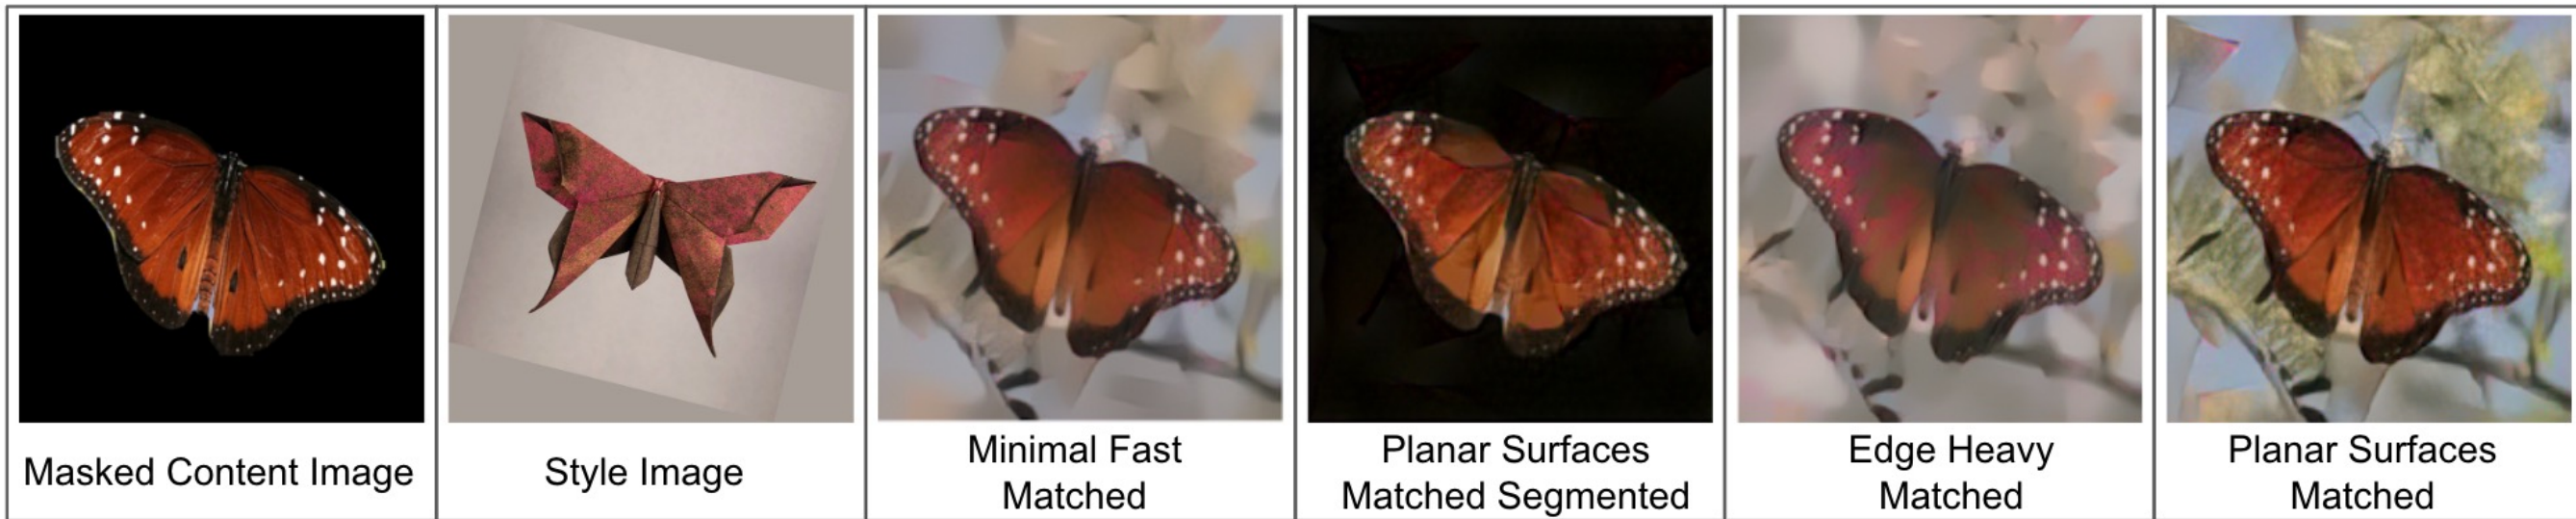 Masked Content Image
Style Image
Minimal Fast
Matched
Planar Surfaces
Matched Segmented
Edge Heavy
Matched
Planar Surfaces
Matched